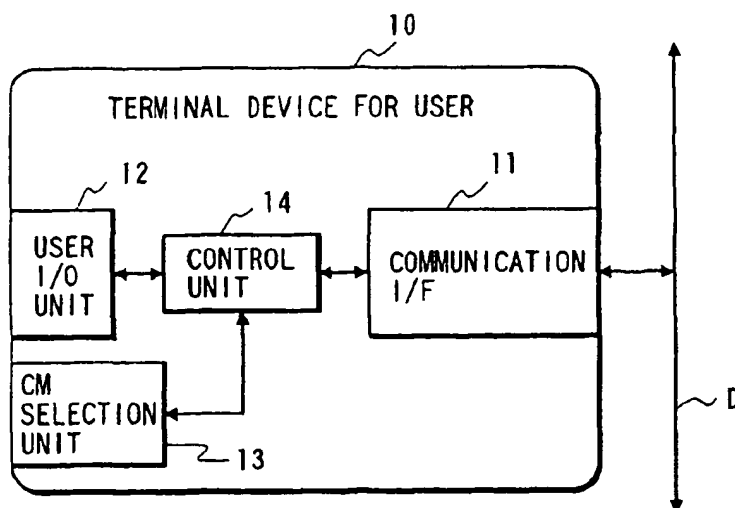 10
TERMINAL DEVICE FOR USER
12
USER
I/O
UNIT
14
CONTROL
UNIT
11
COMMUNICATION
I/F
CM
SELECTION
UNIT
13
D